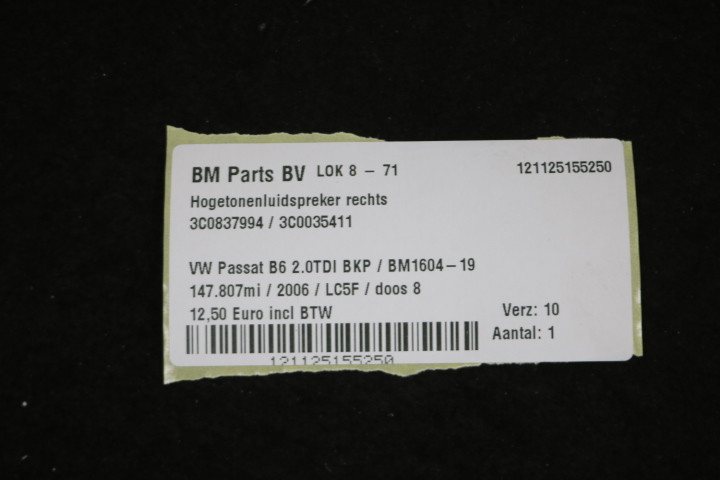 BM Parts BV LOK 8 - 71 121125155250
Hogetonenluidspreker rechts
3C0837994 / 3C0035411
VW Passat B6 2.0TDI BKP / BM1604-19
147.807mi / 2006 / LC5F / doos 8
12,50 Euro incl BTW Verz: 10
Aantal: 1
121125155250